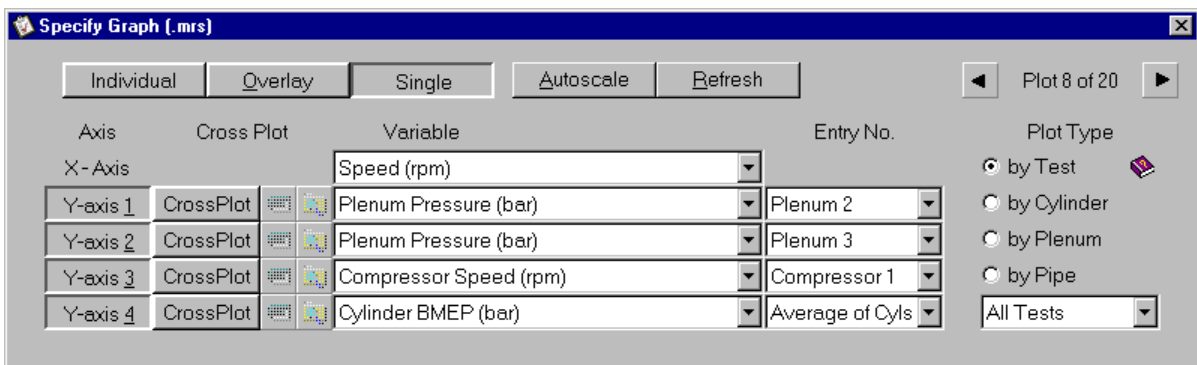 Specify Graph (.mrs)
Individual Overlay Single Autoscale Refresh Plot 8 of 20
Axis Cross Plot Variable Entry No. Plot Type
X - Axis Speed (rpm) by Test
Y-axis 1 CrossPlot Plenum Pressure (bar) Plenum 2 by Cylinder
Y-axis 2 CrossPlot Plenum Pressure (bar) Plenum 3 by Plenum
Y-axis 3 CrossPlot Compressor Speed (rpm) Compressor 1 by Pipe
Y-axis 4 CrossPlot Cylinder BMEP (bar) Average of Cyls All Tests